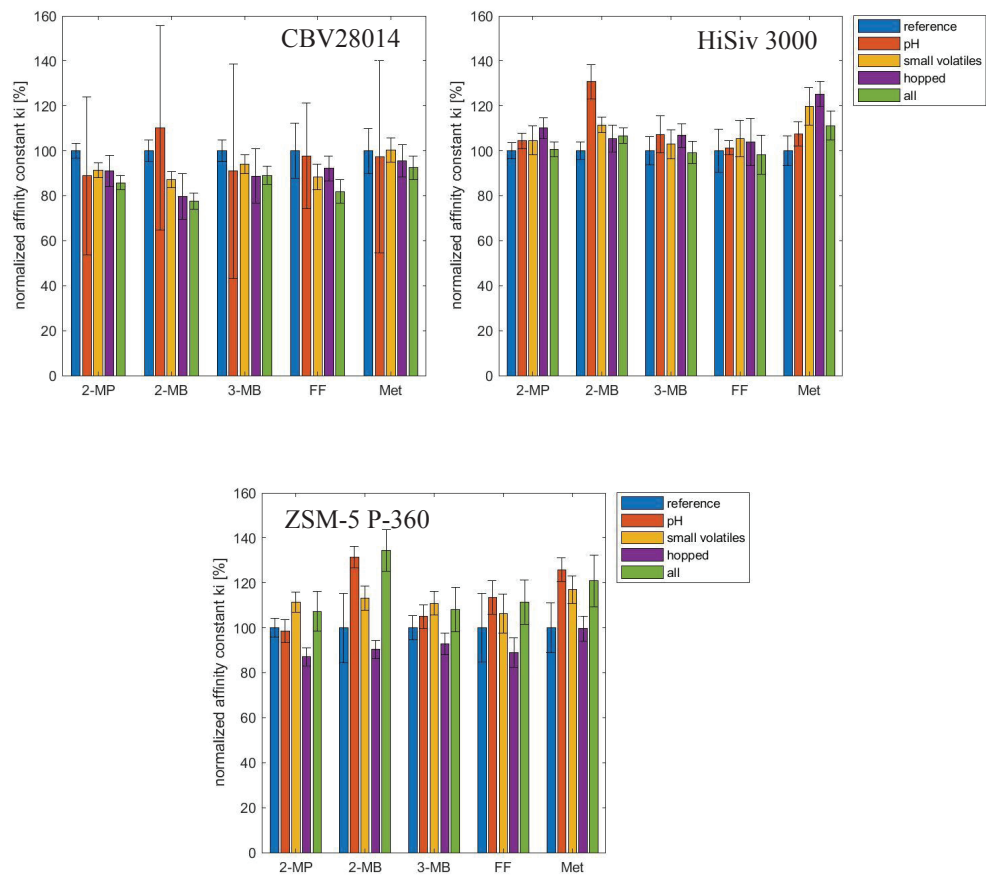 CBV28014
normalized affinity constant ki [%]
160
140
120
100
80
60
40
20
0
2-MP 2-MB 3-MB FF Met
HiSiv 3000
normalized affinity constant ki [%]
160
140
120
100
80
60
40
20
0
2-MP 2-MB 3-MB FF Met
reference
pH
small volatiles
hopped
all
ZSM-5 P-360
normalized affinity constant ki [%]
160
140
120
100
80
60
40
20
0
2-MP 2-MB 3-MB FF Met
reference
pH
small volatiles
hopped
all